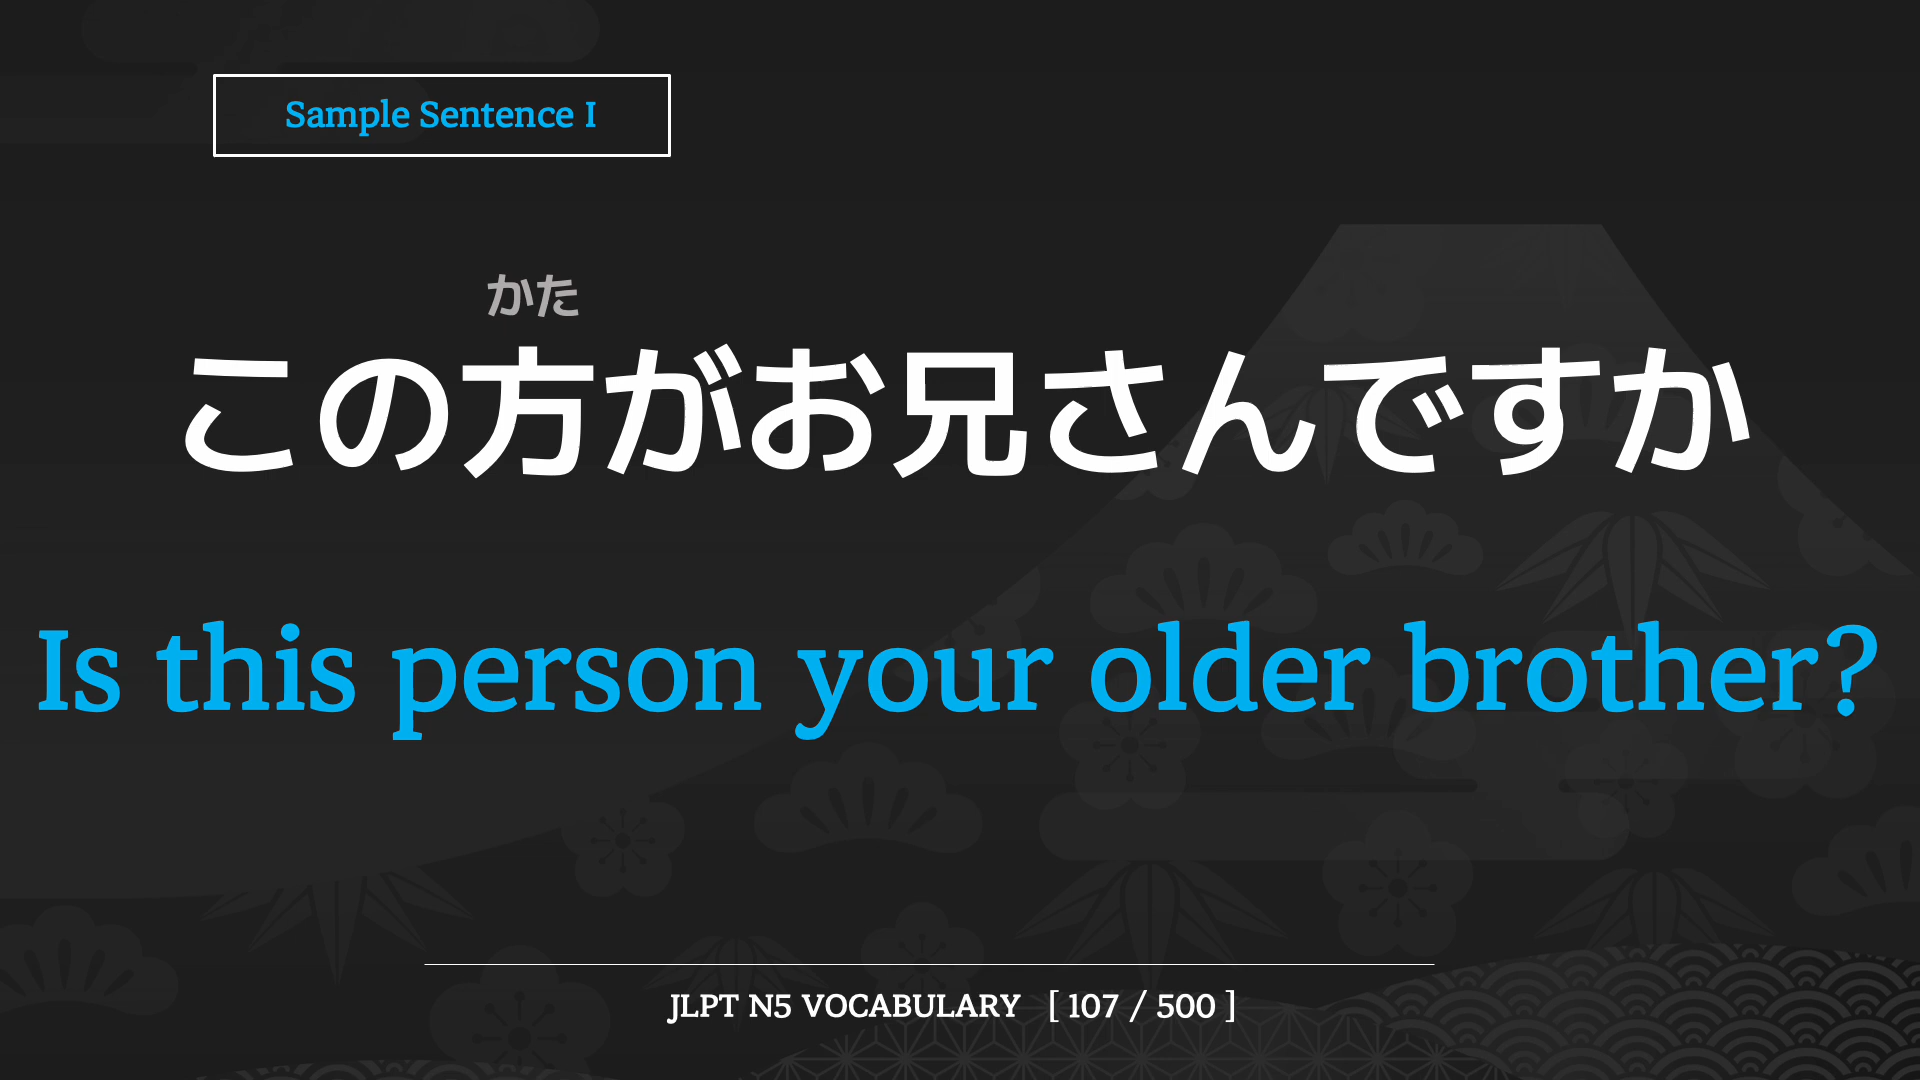 Sample Sentence I
かた
この方がお兄さんですか
Is this person your older brother?
JLPT N5 VOCABULARY [ 107 / 500 ]